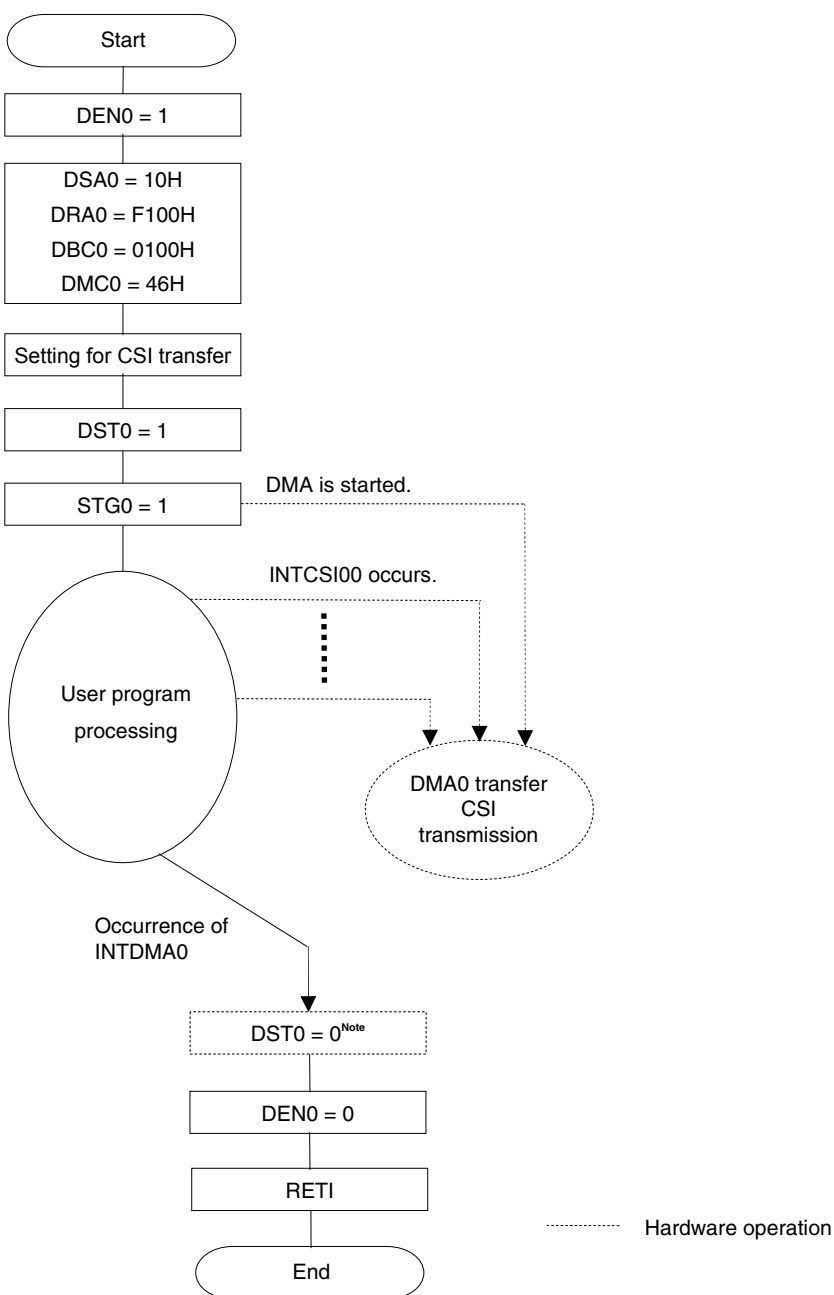 Start
DEN0 = 1
DSA0 = 10H
DRA0 = F100H
DBC0 = 0100H
DMC0 = 46H
Setting for CSI transfer
DST0 = 1
STG0 = 1
DMA is started.
INTCSI00 occurs.
User program
processing
DMA0 transfer
CSI
transmission
Occurrence of
INTDMA0
DST0 = 0Note
DEN0 = 0
RETI
Hardware operation
End